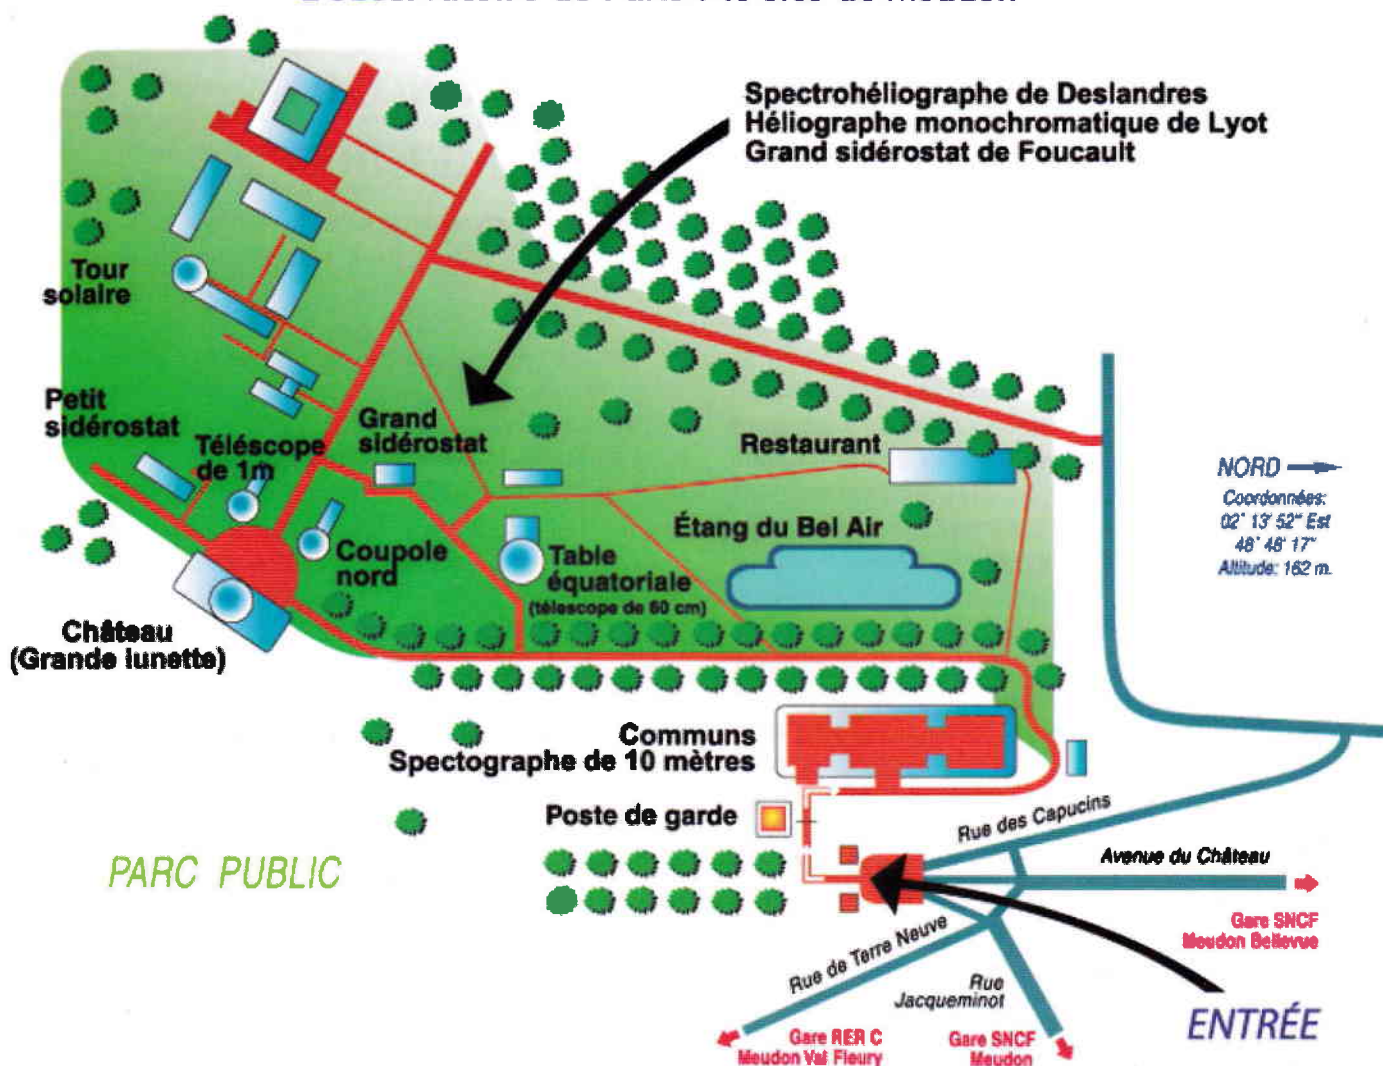 Spectrohéliographe de Deslandres
Héliographe monochromatique de Lyot
Grand sidérostat de Foucault
Tour
solaire
Petit
sidérostat
Téléscope
de 1m
Grand
sidérostat
Restaurant
NORD
Coordonnées:
02° 13' 52" Est
48° 48' 17"
Altitude: 162 m.
Étang du Bel Air
Coupole
nord
Table
équatoriale
(télescope de 60 cm)
Château
(Grande lunette)
Communs
Spectographe de 10 mètres
Poste de garde
Rue des Capucins
PARC PUBLIC
Avenue du Château
Gare SNCF
Meudon Bellevue
Rue de Terre Neuve
Rue
Jacqueminot
ENTRÉE
Gare RER C
Meudon Val Fleury
Gare SNCF
Meudon